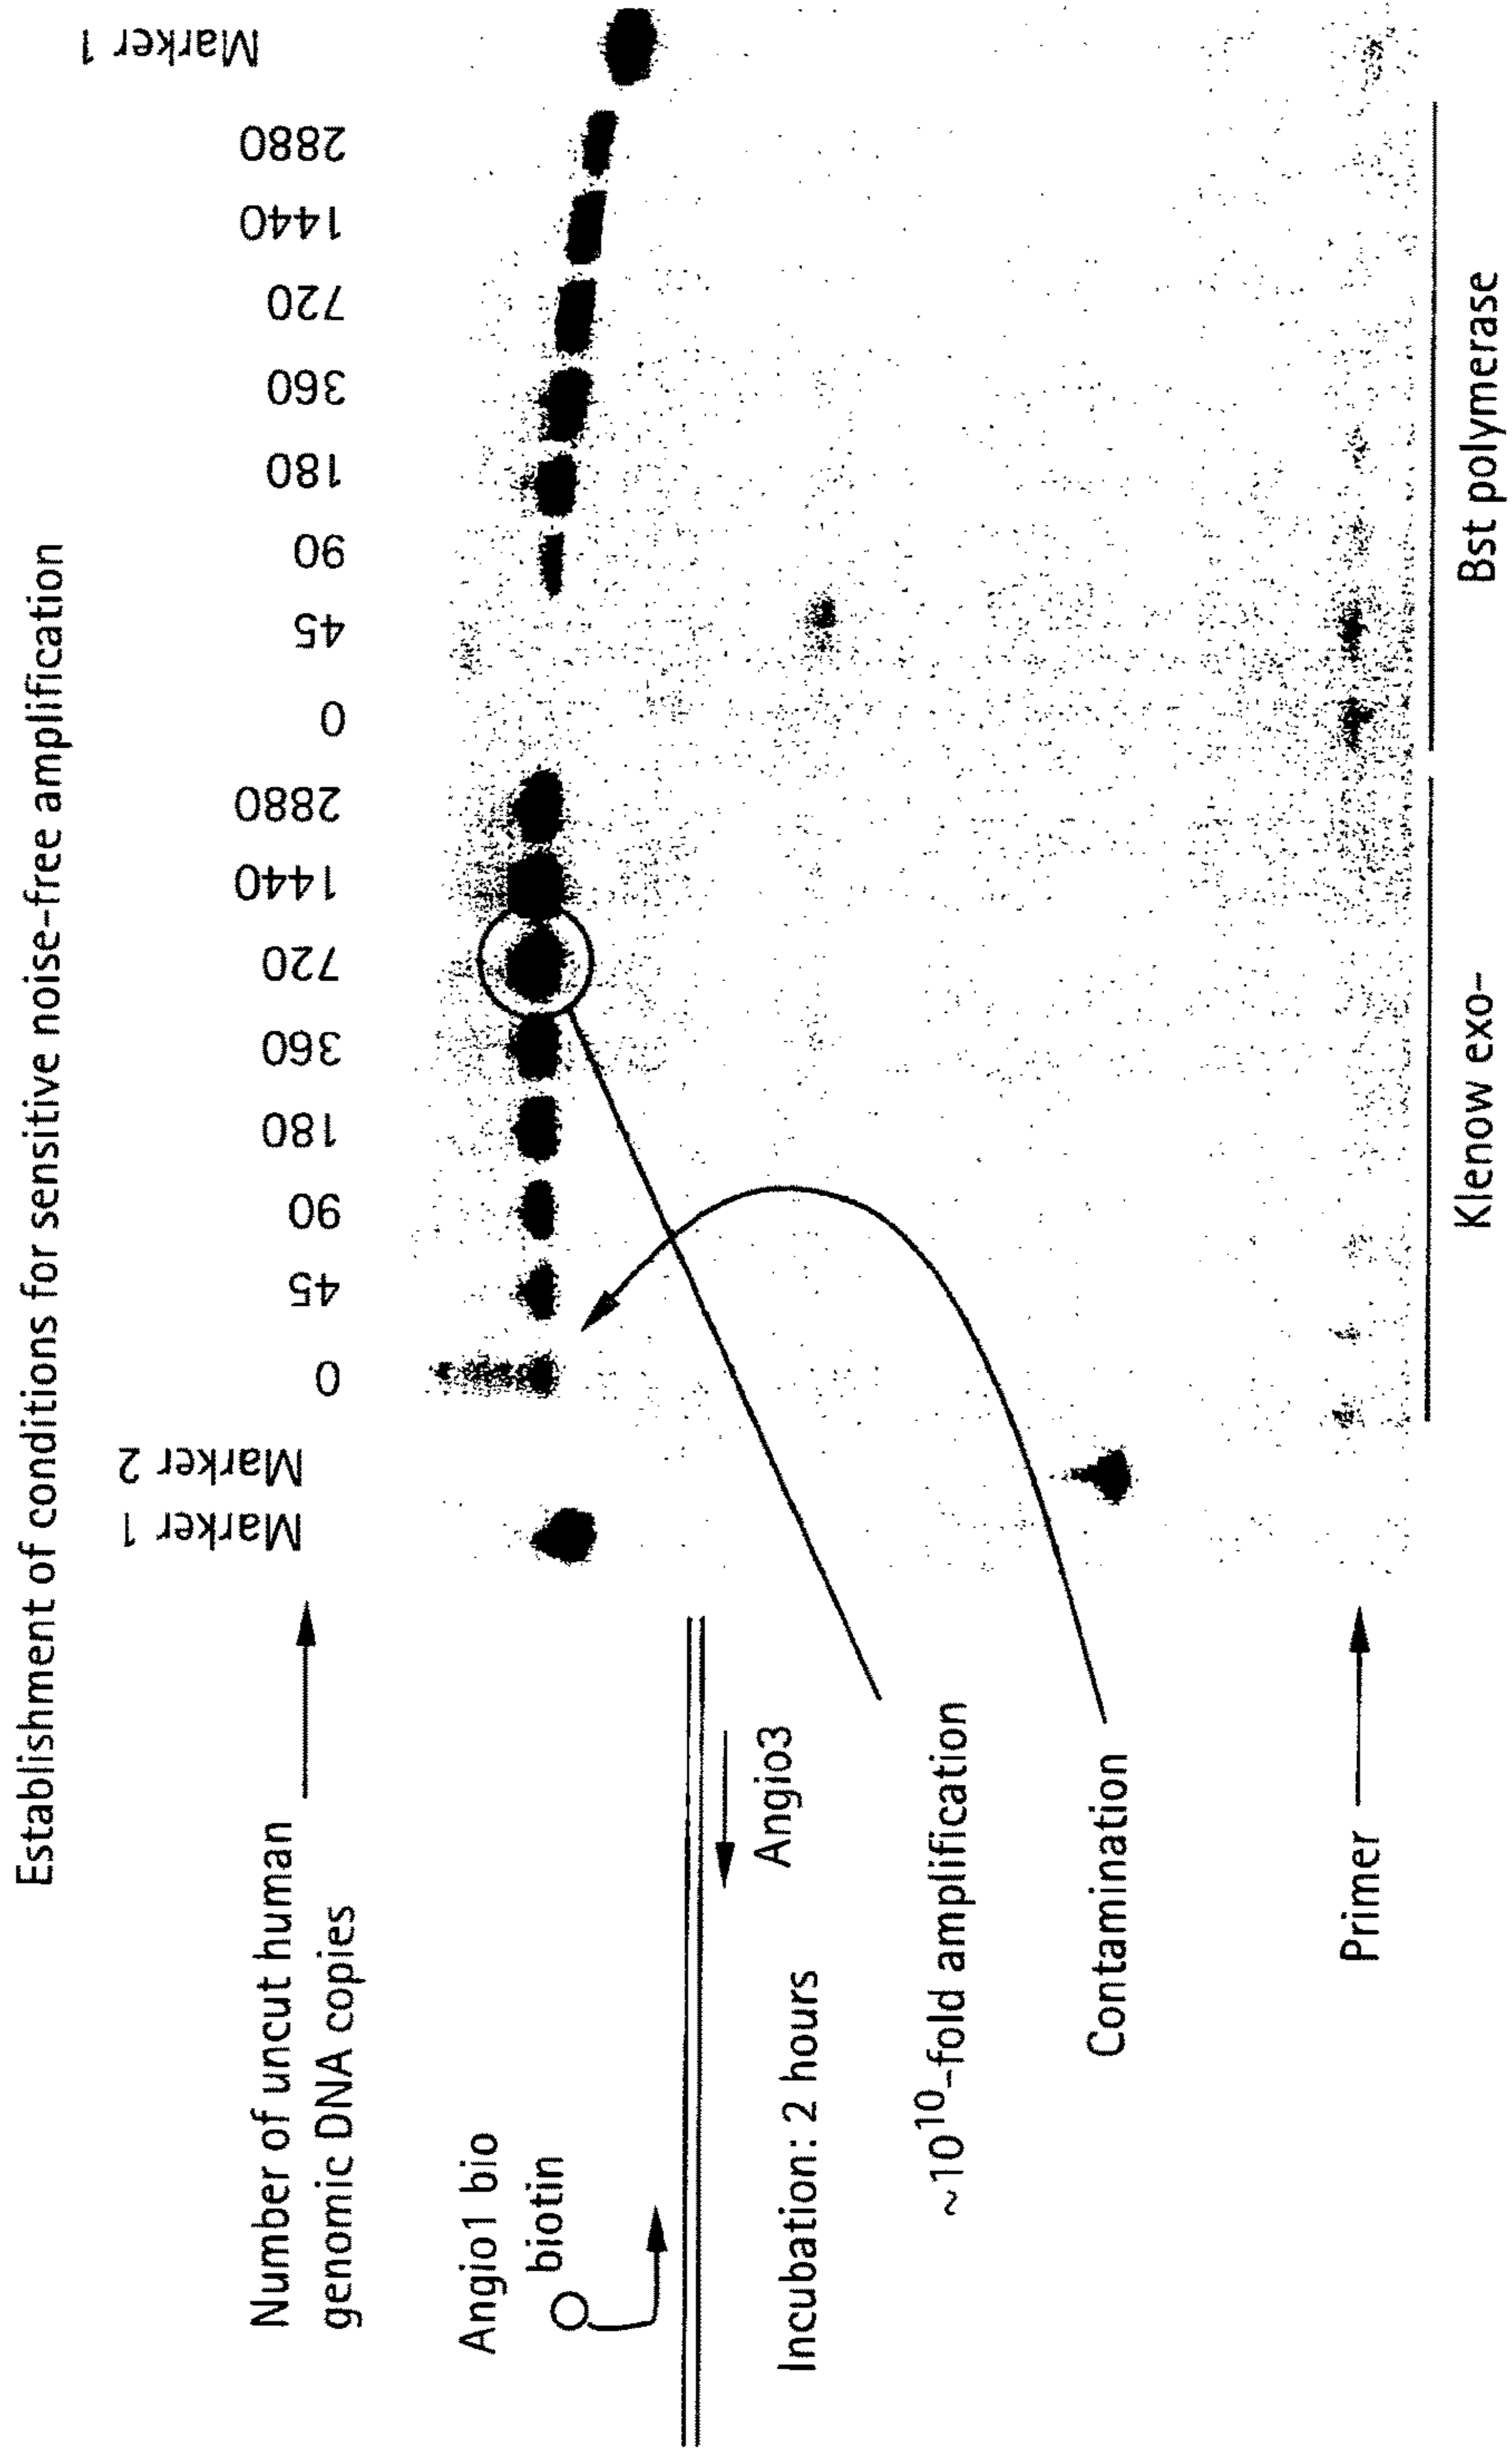 Establishment of conditions for sensitive noise-free amplification
Number of uncut human
genomic DNA copies
Marker 1
Marker 2
0
45
90
180
360
720
1440
2880
0
45
90
180
360
720
1440
2880
Marker 1
Angio1 bio
biotin
Angio3
Incubation: 2 hours
~10¹⁰-fold amplification
Contamination
Primer
Klenow exo-
Bst polymerase